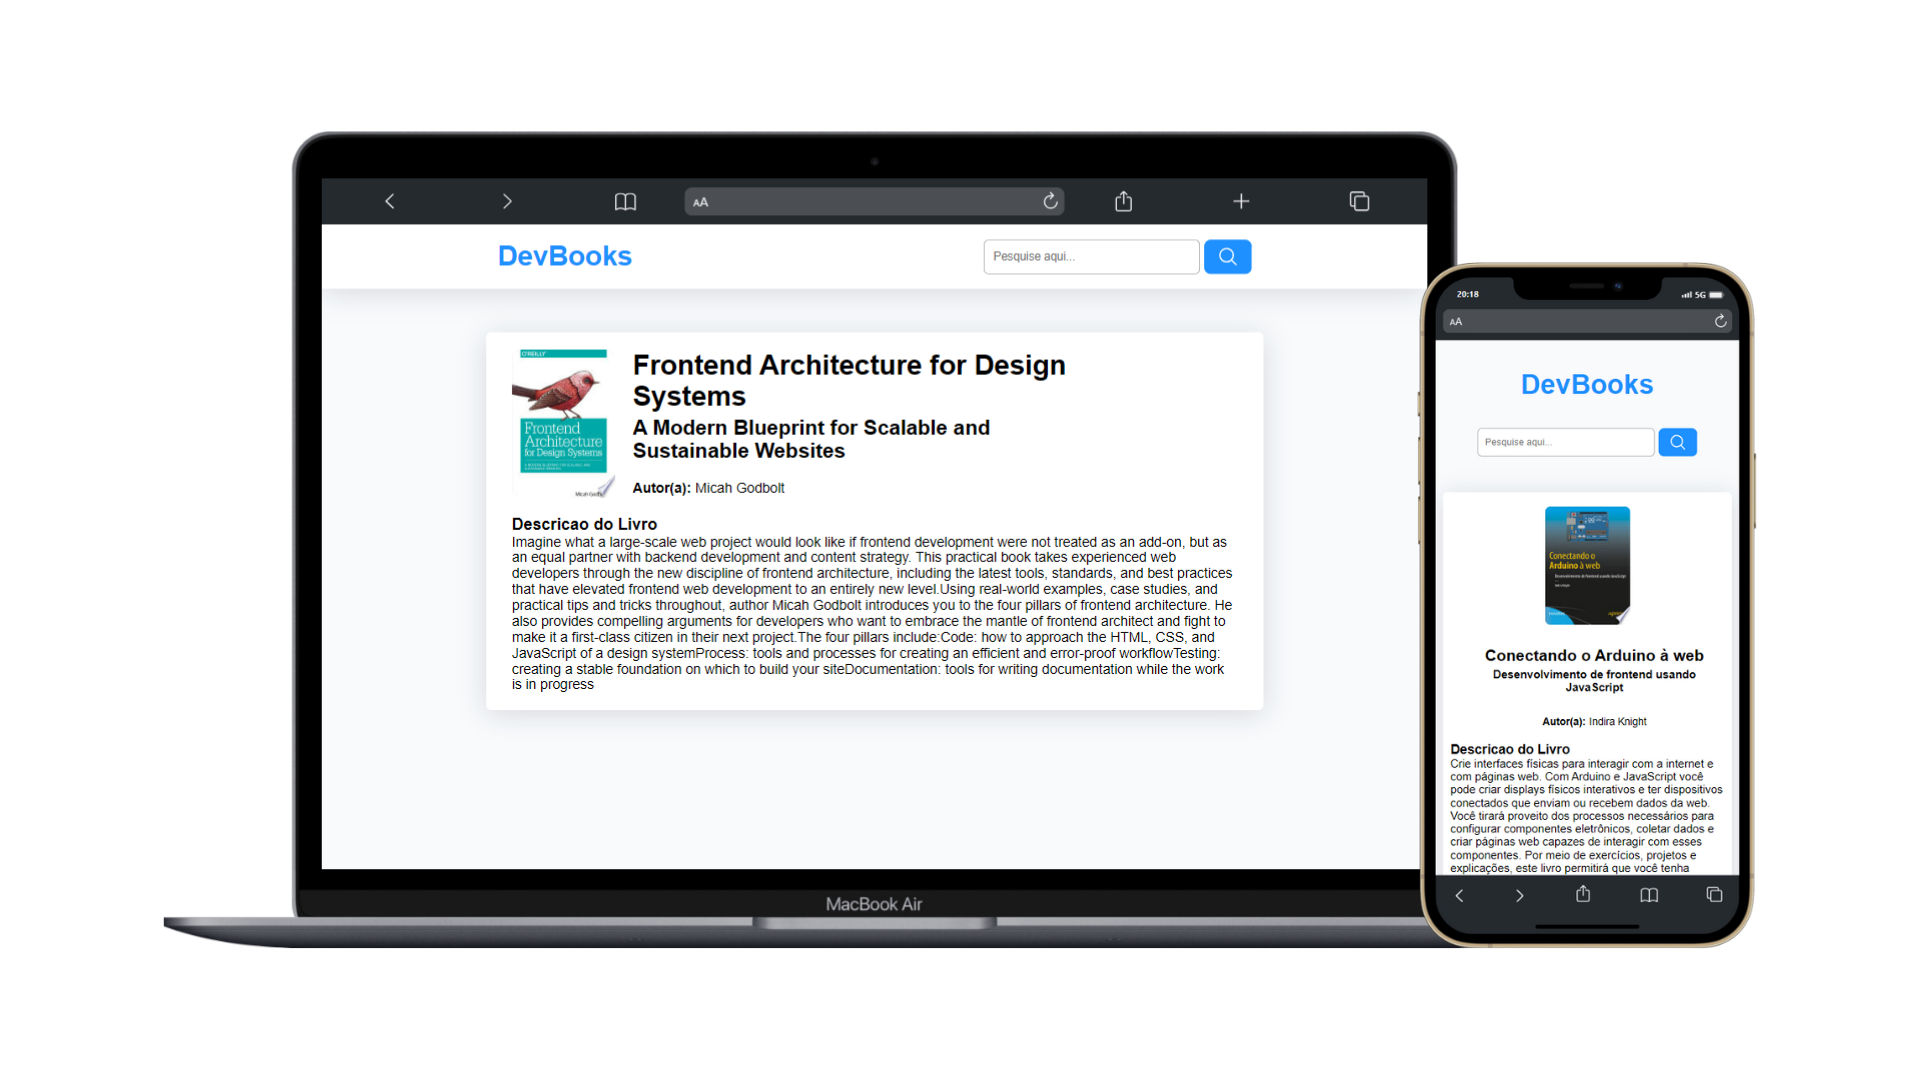 AA
DevBooks
Pesquise aqui...
O'REILLY
Frontend
Architecture
for Design Systems
Micah Godbolt
Frontend Architecture for Design
Systems
A Modern Blueprint for Scalable and
Sustainable Websites
Autor(a): Micah Godbolt
Descricao do Livro
Imagine what a large-scale web project would look like if frontend development were not treated as an add-on, but as
an equal partner with backend development and content strategy. This practical book takes experienced web
developers through the new discipline of frontend architecture, including the latest tools, standards, and best practices
that have elevated frontend web development to an entirely new level.Using real-world examples, case studies, and
practical tips and tricks throughout, author Micah Godbolt introduces you to the four pillars of frontend architecture. He
also provides compelling arguments for developers who want to embrace the mantle of frontend architect and fight to
make it a first-class citizen in their next project.The four pillars include:Code: how to approach the HTML, CSS, and
JavaScript of a design systemProcess: tools and processes for creating an efficient and error-proof workflowTesting:
creating a stable foundation on which to build your siteDocumentation: tools for writing documentation while the work
is in progress
MacBook Air
20:18
5G
AA
DevBooks
Pesquise aqui...
Conectando o
Arduino à web
Desenvolvimento de frontend usando JavaScript
Conectando o Arduino à web
Desenvolvimento de frontend usando
JavaScript
Autor(a): Indira Knight
Descricao do Livro
Crie interfaces físicas para interagir com a internet e
com páginas web. Com Arduino e JavaScript você
pode criar displays físicos interativos e ter dispositivos
conectados que enviam ou recebem dados da web.
Você tirará proveito dos processos necessários para
configurar componentes eletrônicos, coletar dados e
criar páginas web capazes de interagir com esses
componentes. Por meio de exercícios, projetos e
explicações, este livro permitirá que você tenha